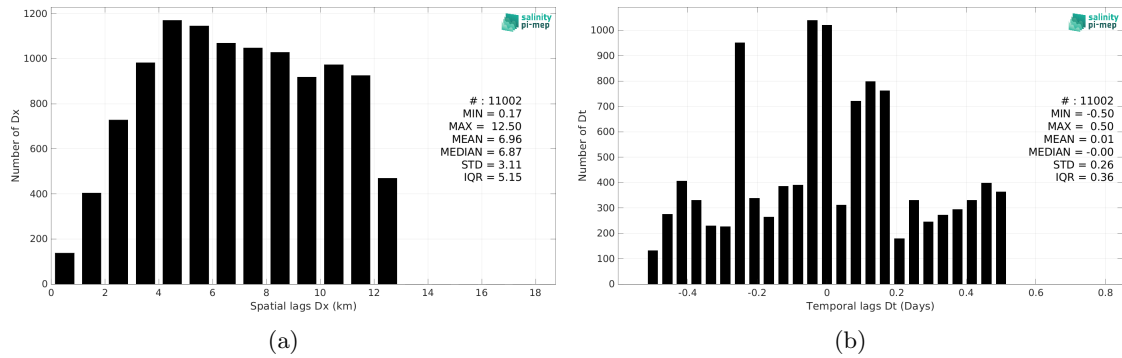 1200
1000
800
600
400
200
0
Number of Dx
0 2 4 6 8 10 12 14 16 18
Spatial lags Dx (km)
salinity
pi-mep
# : 11002
MIN = 0.17
MAX = 12.50
MEAN = 6.96
MEDIAN = 6.87
STD = 3.11
IQR = 5.15
(a)
1000
900
800
700
600
500
400
300
200
100
0
Number of Dt
-0.4 -0.2 0 0.2 0.4 0.6 0.8
Temporal lags Dt (Days)
salinity
pi-mep
# : 11002
MIN = -0.50
MAX = 0.50
MEAN = 0.01
MEDIAN = -0.00
STD = 0.26
IQR = 0.36
(b)